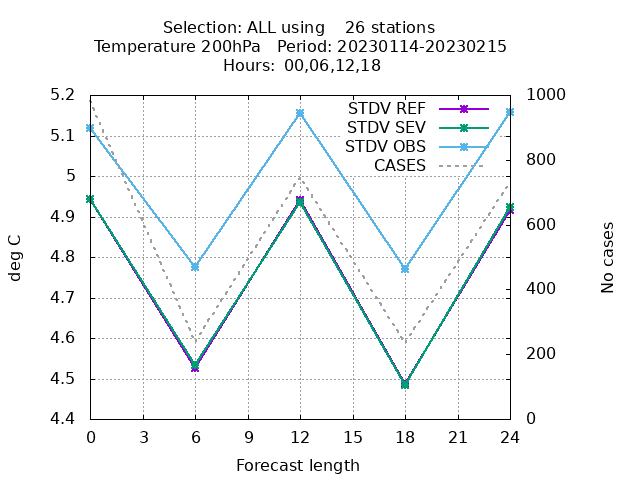 Selection: ALL using    26 stations
Temperature 200hPa   Period: 20230114-20230215
Hours: 00,06,12,18
5.2
5.1
5
4.9
4.8
4.7
4.6
4.5
4.4
deg C
STDV REF
STDV SEV
STDV OBS
CASES
1000
800
600
400
200
0
No cases
0 3 6 9 12 15 18 21 24
Forecast length